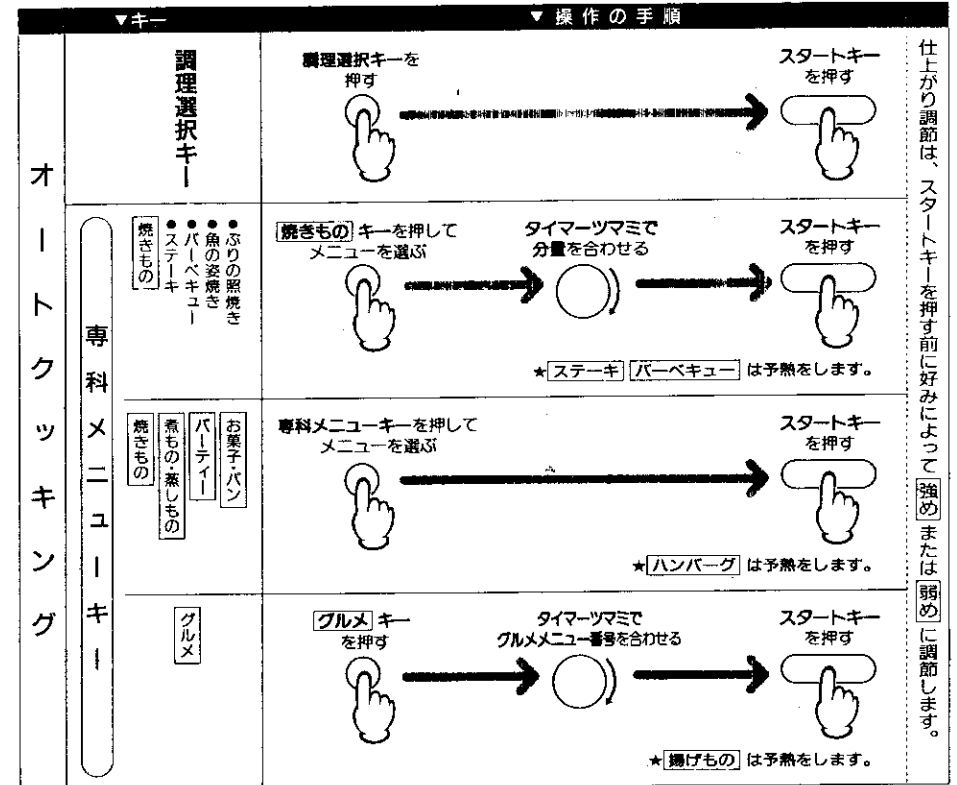 ▼キー
▼操作の手順
オートクッキング
調理選択キー
調理選択キーを
押す
スタートキー
を押す
専科メニューキー
●ぶりの照焼き
●魚の姿焼き
●バーベキュー
●ステーキ
焼きもの
焼きもの キーを押して
メニューを選ぶ
タイマーツマミで
分量を合わせる
スタートキー
を押す
★ステーキ バーベキュー は予熱をします。
お菓子・パン
パーティー
煮もの・蒸しもの
焼きもの
専科メニューキーを押して
メニューを選ぶ
スタートキー
を押す
★ハンバーグ は予熱をします。
グルメ
グルメ キー
を押す
タイマーツマミで
グルメメニュー番号を合わせる
スタートキー
を押す
★揚げもの は予熱をします。
仕上がり調節は、スタートキーを押す前に好みによって 強め または 弱め に調節します。